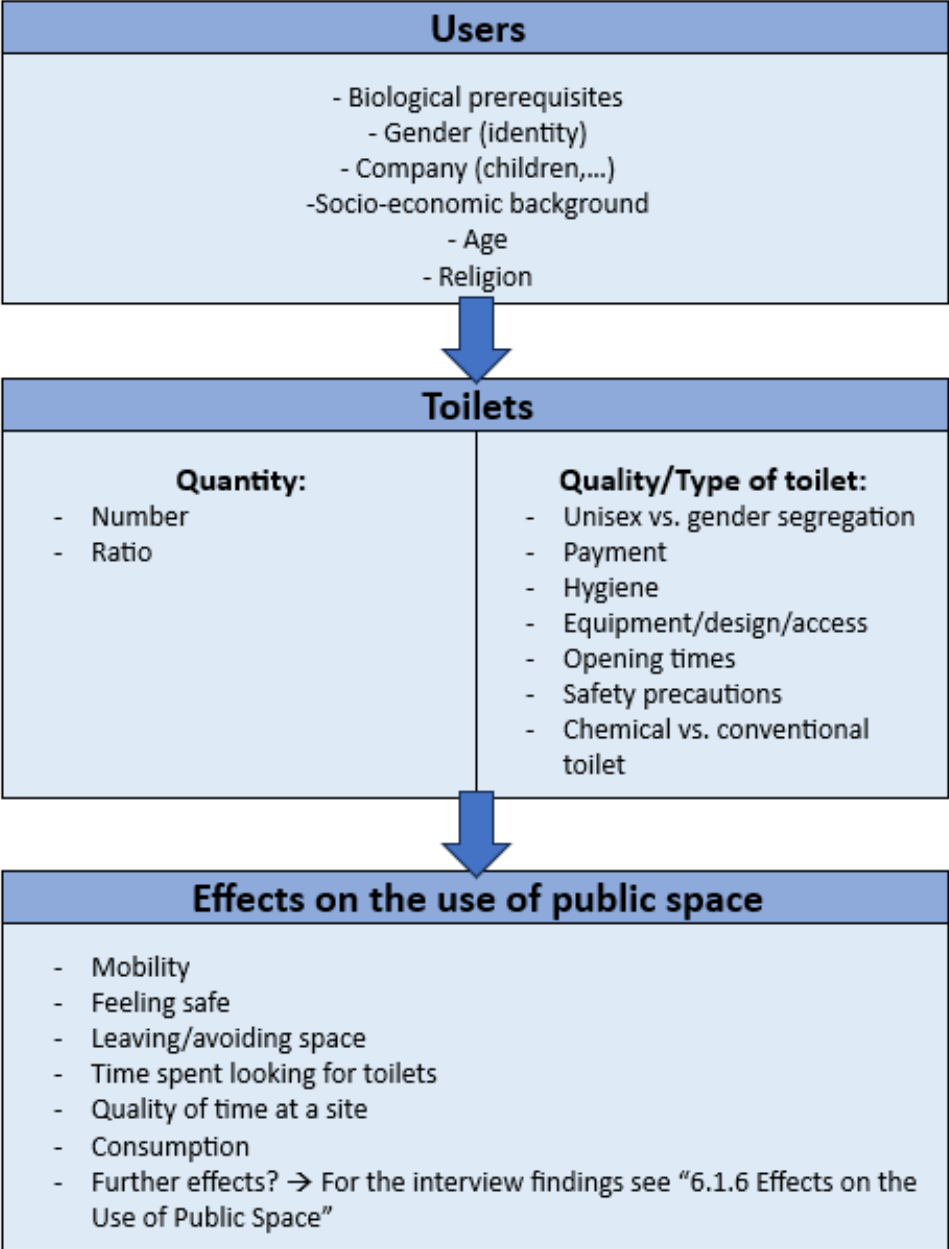 Users
- Biological prerequisites
- Gender (identity)
- Company (children,...)
-Socio-economic background
- Age
- Religion
Toilets
Quantity:
- Number
- Ratio
Quality/Type of toilet:
- Unisex vs. gender segregation
- Payment
- Hygiene
- Equipment/design/access
- Opening times
- Safety precautions
- Chemical vs. conventional
toilet
Effects on the use of public space
- Mobility
- Feeling safe
- Leaving/avoiding space
- Time spent looking for toilets
- Quality of time at a site
- Consumption
- Further effects? → For the interview findings see “6.1.6 Effects on the
Use of Public Space”